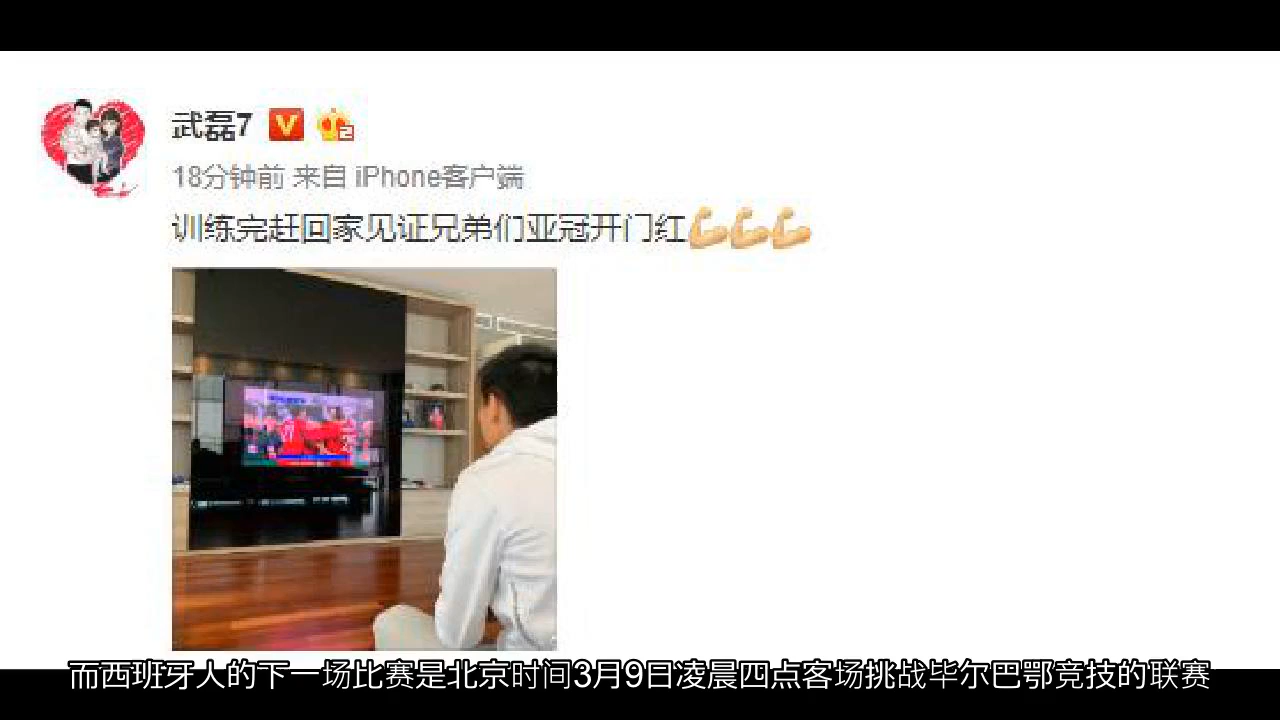 武磊7
18分钟前 来自 iPhone客户端
训练完赶回家见证兄弟们亚冠开门红💪💪💪
而西班牙人的下一场比赛是北京时间3月9日凌晨四点客场挑战毕尔巴鄂竞技的联赛